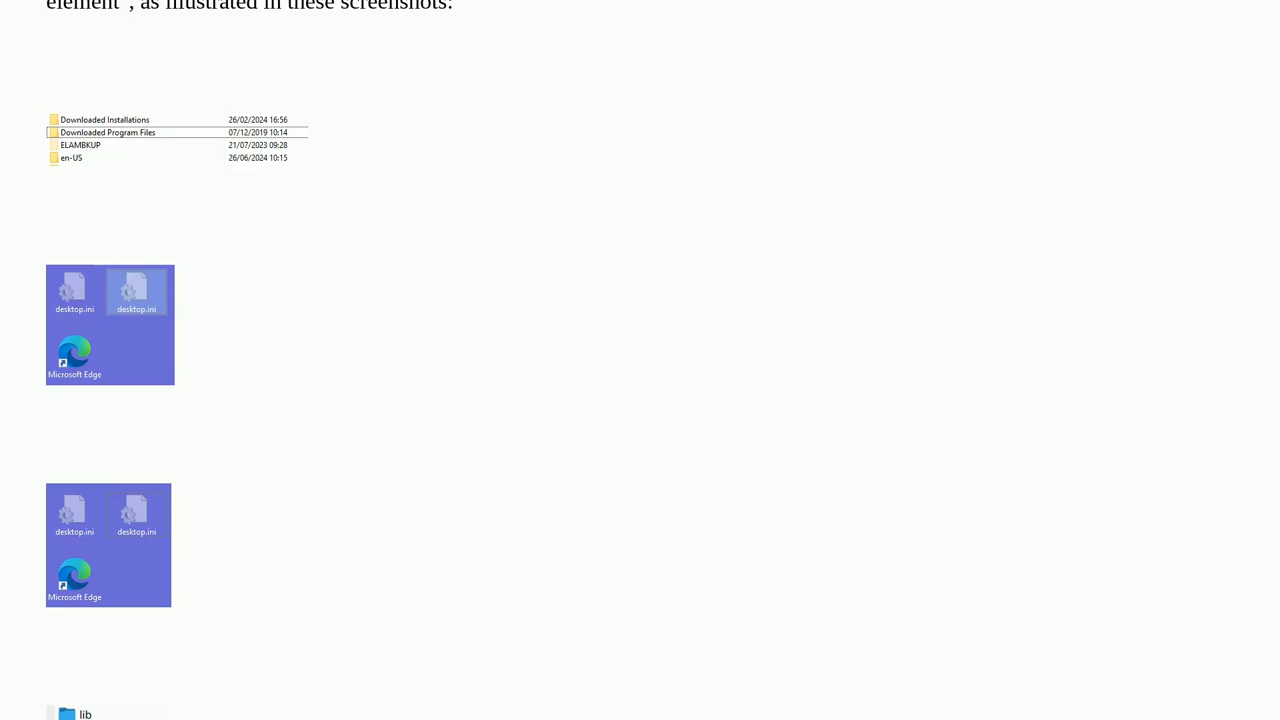 element", as illustrated in these screenshots:
Downloaded Installations 26/02/2024 16:56
Downloaded Program Files 07/12/2019 10:14
ELAMBKUP 21/07/2023 09:28
en-US 26/06/2024 10:15
desktop.ini desktop.ini
Microsoft Edge
desktop.ini desktop.ini
Microsoft Edge
lib